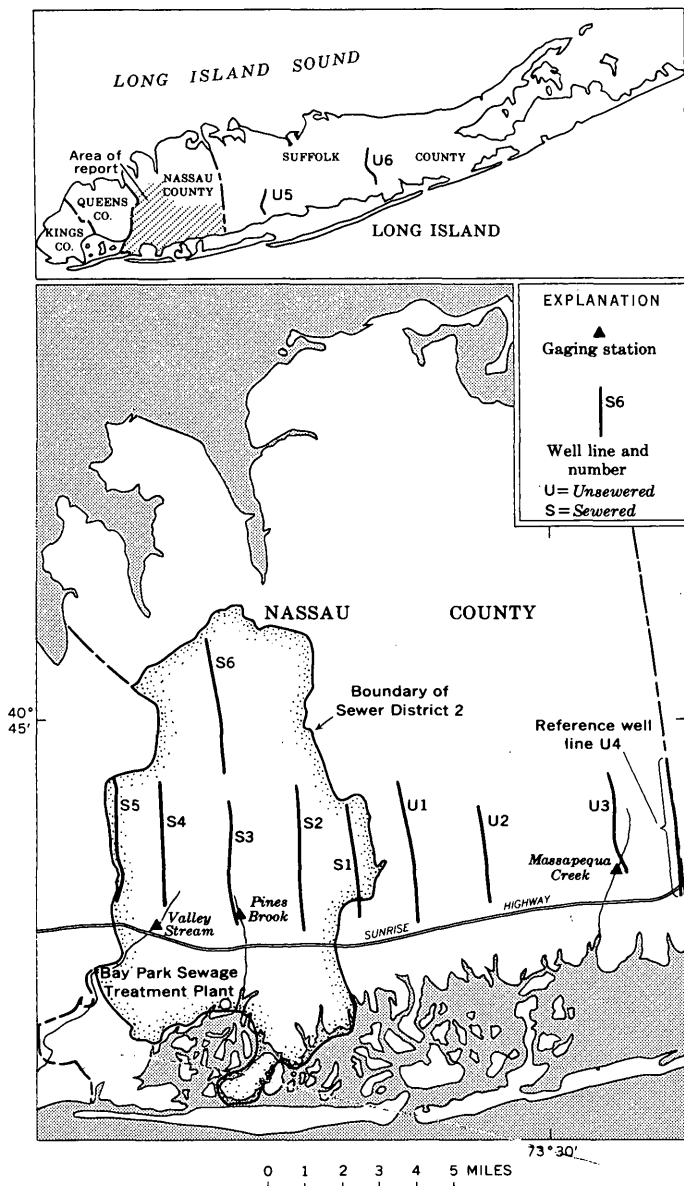 LONG ISLAND SOUND
Area of
report
NASSAU
COUNTY
SUFFOLK COUNTY
U6
U5
QUEENS
CO.
KINGS
CO.
LONG ISLAND
EXPLANATION
Gaging station
S6
Well line and
number
U= Unsewered
S= Sewered
NASSAU COUNTY
S6
Boundary of
Sewer District 2
40°
45'
Reference well
line U4
S5
S4
S3
S2
S1
U1
U2
U3
Massapequa
Creek
Valley
Stream
Pines
Brook
SUNRISE HIGHWAY
Bay Park Sewage
Treatment Plant
73°30'
0 1 2 3 4 5 MILES